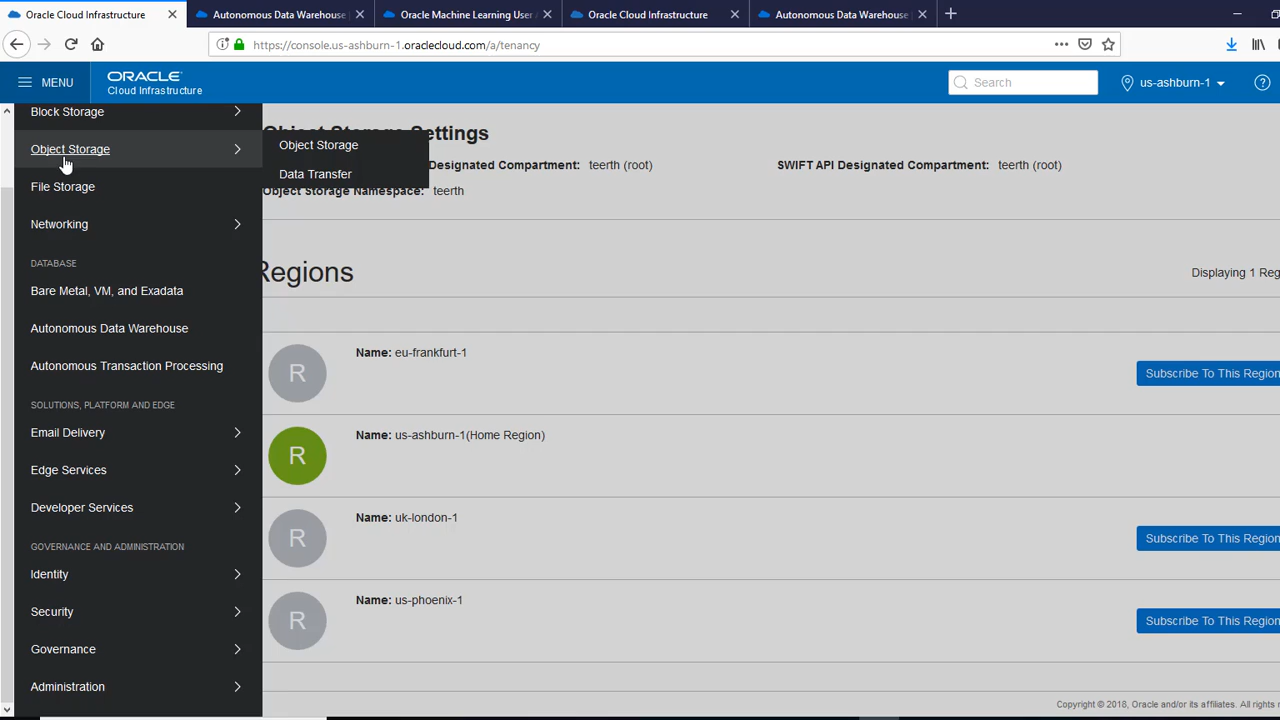 Oracle Cloud Infrastructure
Autonomous Data Warehouse |
Oracle Machine Learning User A
Oracle Cloud Infrastructure
Autonomous Data Warehouse |
https://console.us-ashburn-1.oraclecloud.com/a/tenancy
MENU
ORACLE
Cloud Infrastructure
Search
us-ashburn-1
Block Storage
Object Storage
File Storage
Networking
DATABASE
Bare Metal, VM, and Exadata
Autonomous Data Warehouse
Autonomous Transaction Processing
SOLUTIONS, PLATFORM AND EDGE
Email Delivery
Edge Services
Developer Services
GOVERNANCE AND ADMINISTRATION
Identity
Security
Governance
Administration
Object Storage
Data Transfer
Object Storage Settings
Designated Compartment: teerth (root)
SWIFT API Designated Compartment: teerth (root)
Object Storage Namespace: teerth
Regions
Displaying 1 Reg
R
Name: eu-frankfurt-1
Subscribe To This Region
R
Name: us-ashburn-1(Home Region)
R
Name: uk-london-1
Subscribe To This Region
R
Name: us-phoenix-1
Subscribe To This Region
Copyright © 2018, Oracle and/or its affiliates. All rights r